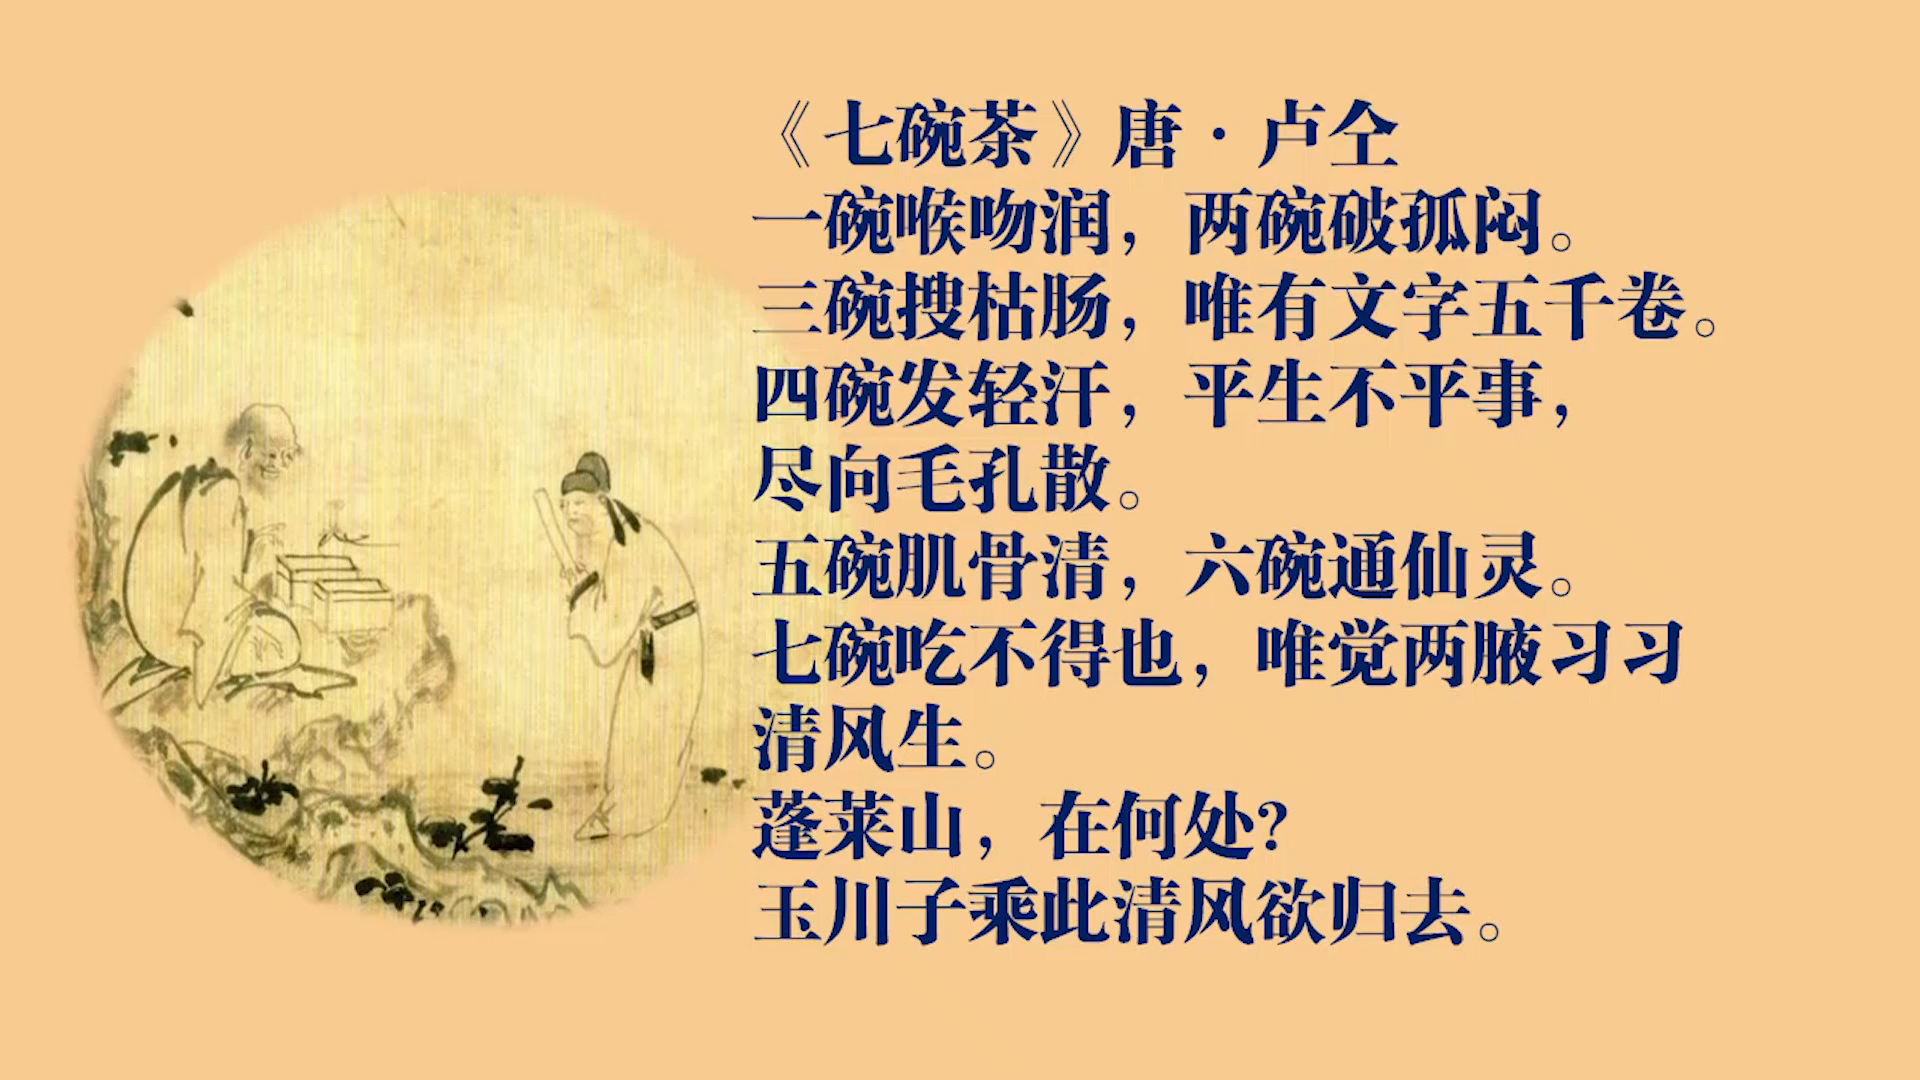 《七碗茶》唐·卢仝
一碗喉吻润，两碗破孤闷。
三碗搜枯肠，唯有文字五千卷。
四碗发轻汗，平生不平事，
尽向毛孔散。
五碗肌骨清，六碗通仙灵。
七碗吃不得也，唯觉两腋习习
清风生。
蓬莱山，在何处？
玉川子乘此清风欲归去。